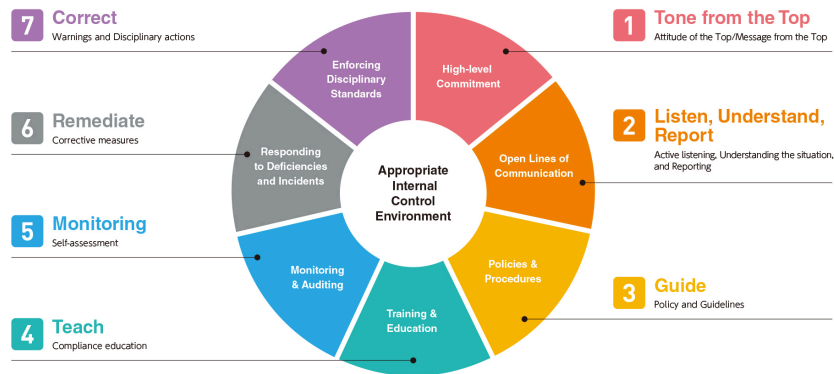 7 Correct
Warnings and Disciplinary actions
6 Remediate
Corrective measures
5 Monitoring
Self-assessment
4 Teach
Compliance education
Enforcing
Disciplinary
Standards
High-level
Commitment
Responding
to Deficiencies
and Incidents
Open Lines of
Communication
Appropriate
Internal
Control
Environment
Monitoring
& Auditing
Policies &
Procedures
Training &
Education
1 Tone from the Top
Attitude of the Top/Message from the Top
2 Listen, Understand,
Report
Active listening, Understanding the situation,
and Reporting
3 Guide
Policy and Guidelines